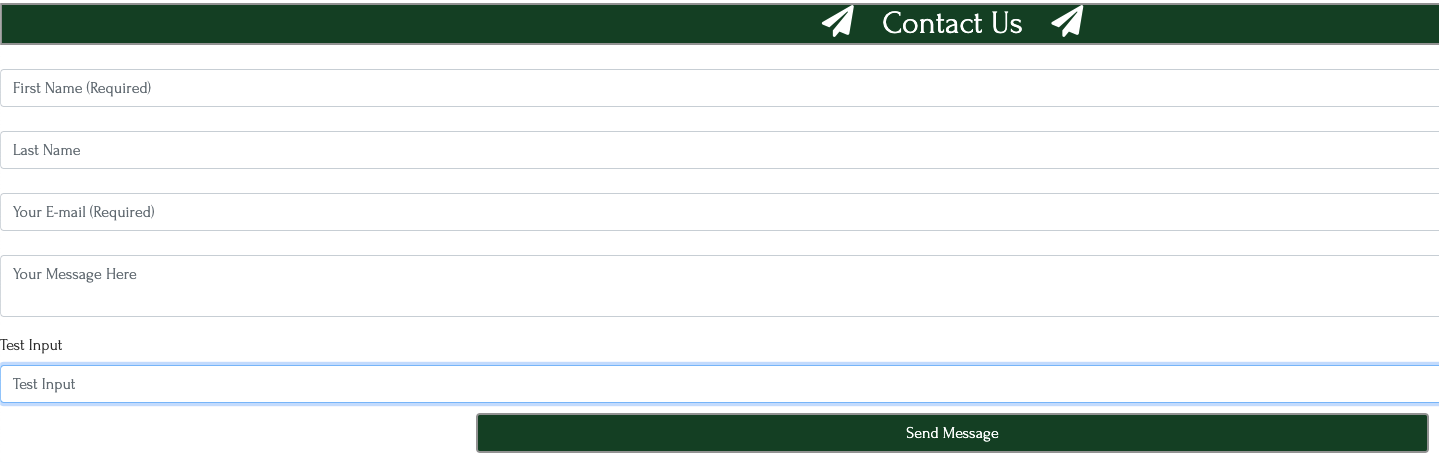 Contact Us
First Name (Required)
Last Name
Your E-mail (Required)
Your Message Here
Test Input
Test Input
Send Message